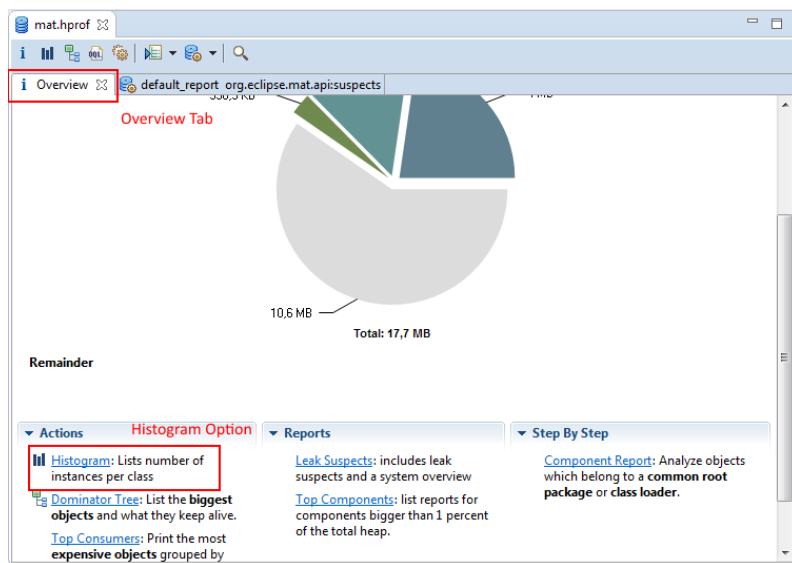 mat.hprof
i OQL
i Overview default_report org.eclipse.mat.api:suspects
Overview Tab
10,6 MB
Total: 17,7 MB
Remainder
Actions
Histogram Option
Histogram: Lists number of
instances per class
Dominator Tree: List the biggest
objects and what they keep alive.
Top Consumers: Print the most
expensive objects grouped by
Reports
Leak Suspects: includes leak
suspects and a system overview
Top Components: list reports for
components bigger than 1 percent
of the total heap.
Step By Step
Component Report: Analyze objects
which belong to a common root
package or class loader.